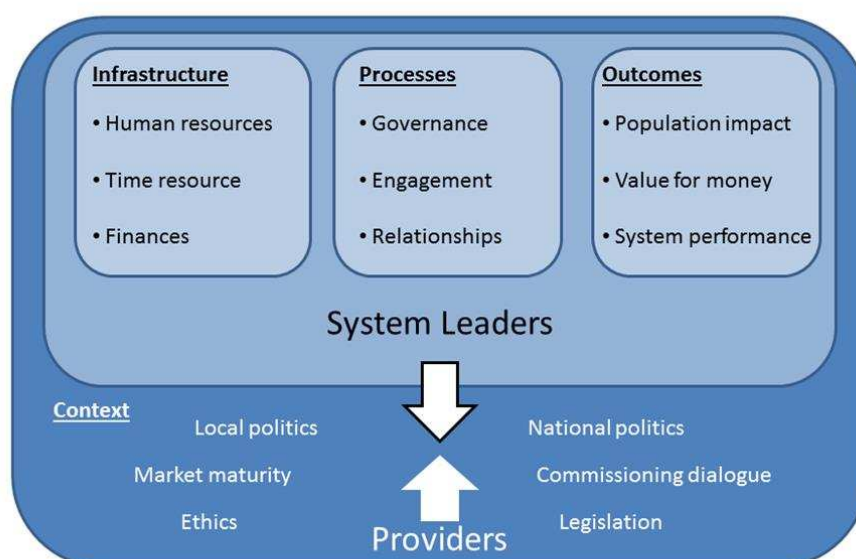 Infrastructure
• Human resources
• Time resource
• Finances
Processes
• Governance
• Engagement
• Relationships
Outcomes
• Population impact
• Value for money
• System performance
System Leaders
Context
Local politics
National politics
Market maturity
Commissioning dialogue
Ethics
Legislation
Providers